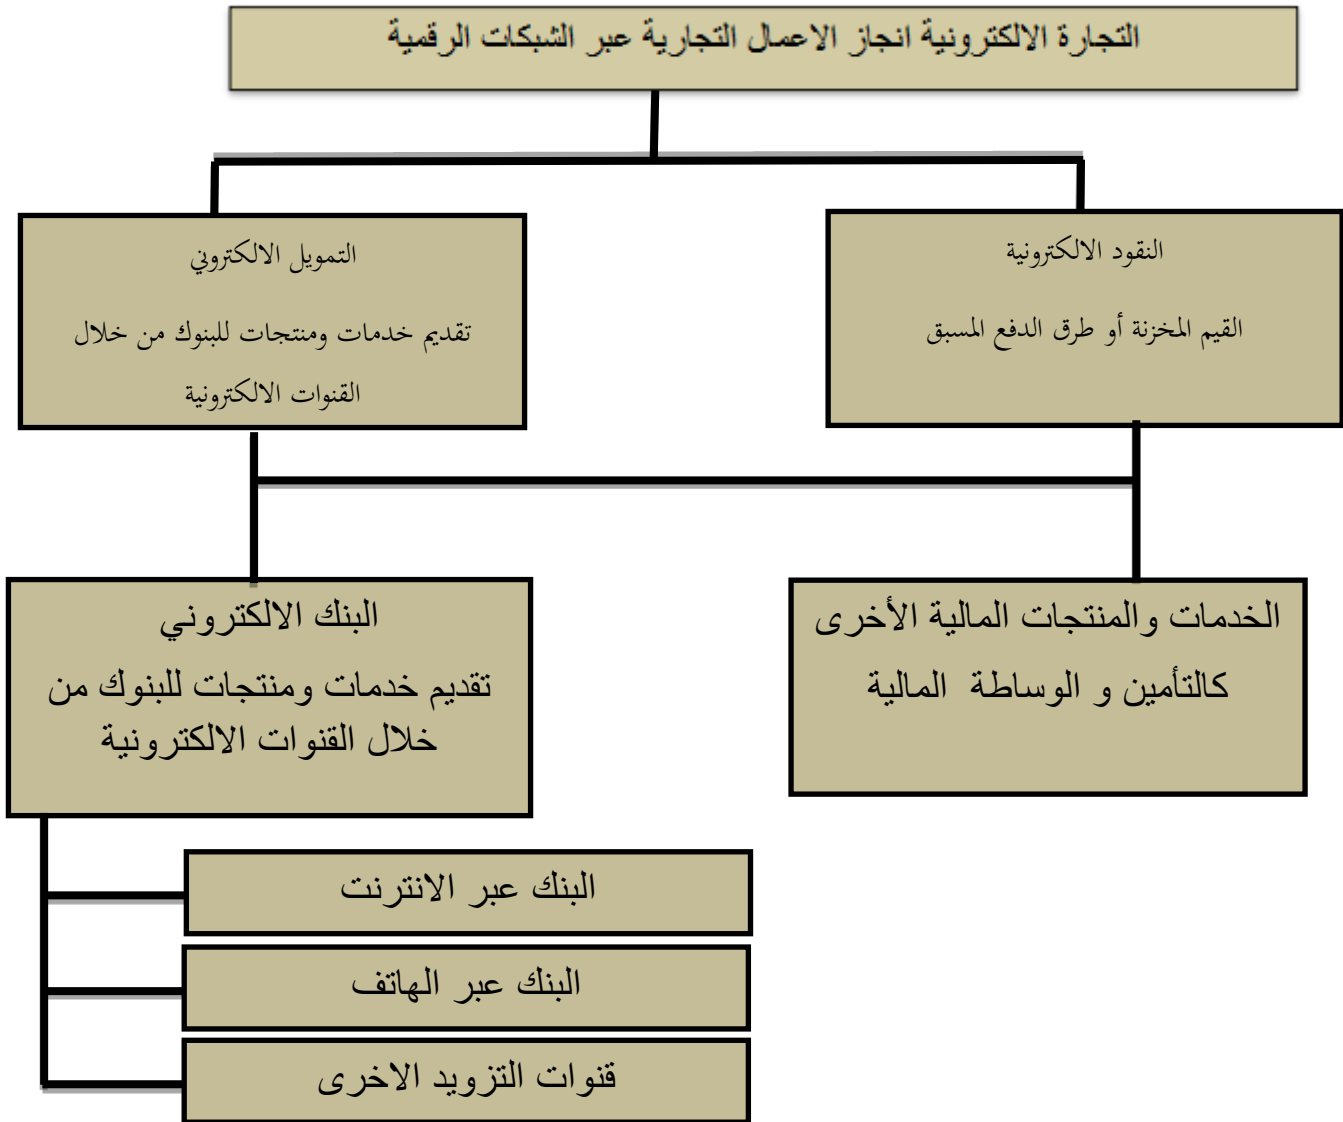 التجارة الالكترونية انجاز الاعمال التجارية عبر الشبكات الرقمية
النقود الالكترونية
القيم المخزنة أو طرق الدفع المسبق
التمويل الالكتروني
تقديم خدمات ومنتجات للبنوك من خلال
القنوات الالكترونية
الخدمات والمنتجات المالية الأخرى
كالتأمين و الوساطة المالية
البنك الالكتروني
تقديم خدمات ومنتجات للبنوك من
خلال القنوات الالكترونية
البنك عبر الانترنت
البنك عبر الهاتف
قنوات التزويد الاخرى